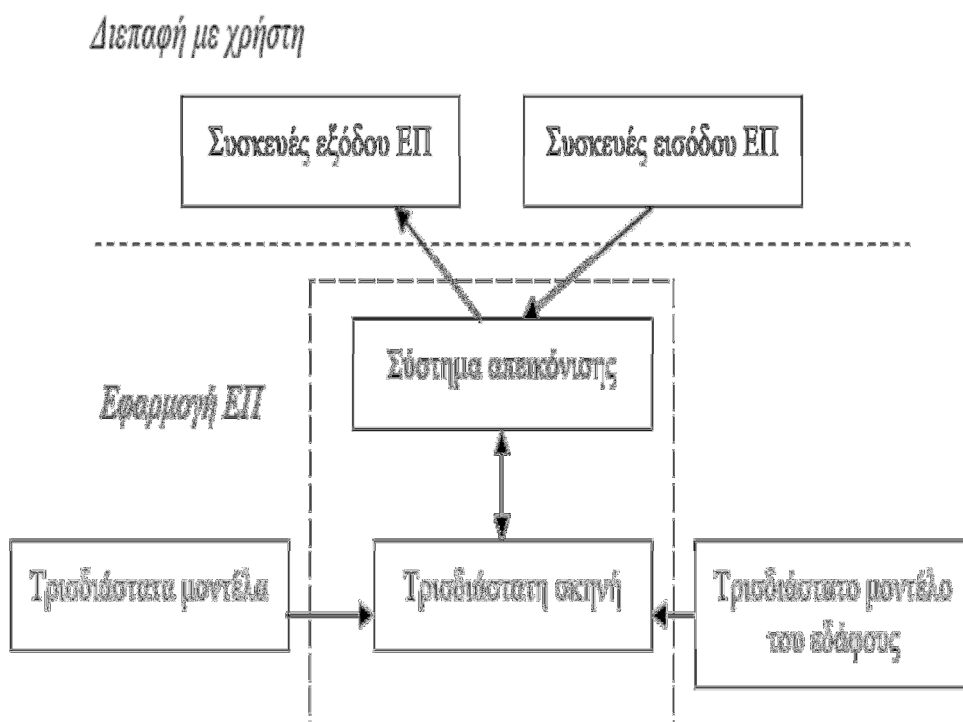 Διεπαφή με χρήστη
Συσκευές εξόδου ΕΠ
Συσκευές εισόδου ΕΠ
Σύστημα απεικόνισης
Εφαρμογή ΕΠ
Τρισδιάστατα μοντέλα
Τρισδιάστατη σκηνή
Τρισδιάστατο μοντέλο
του εδάφους